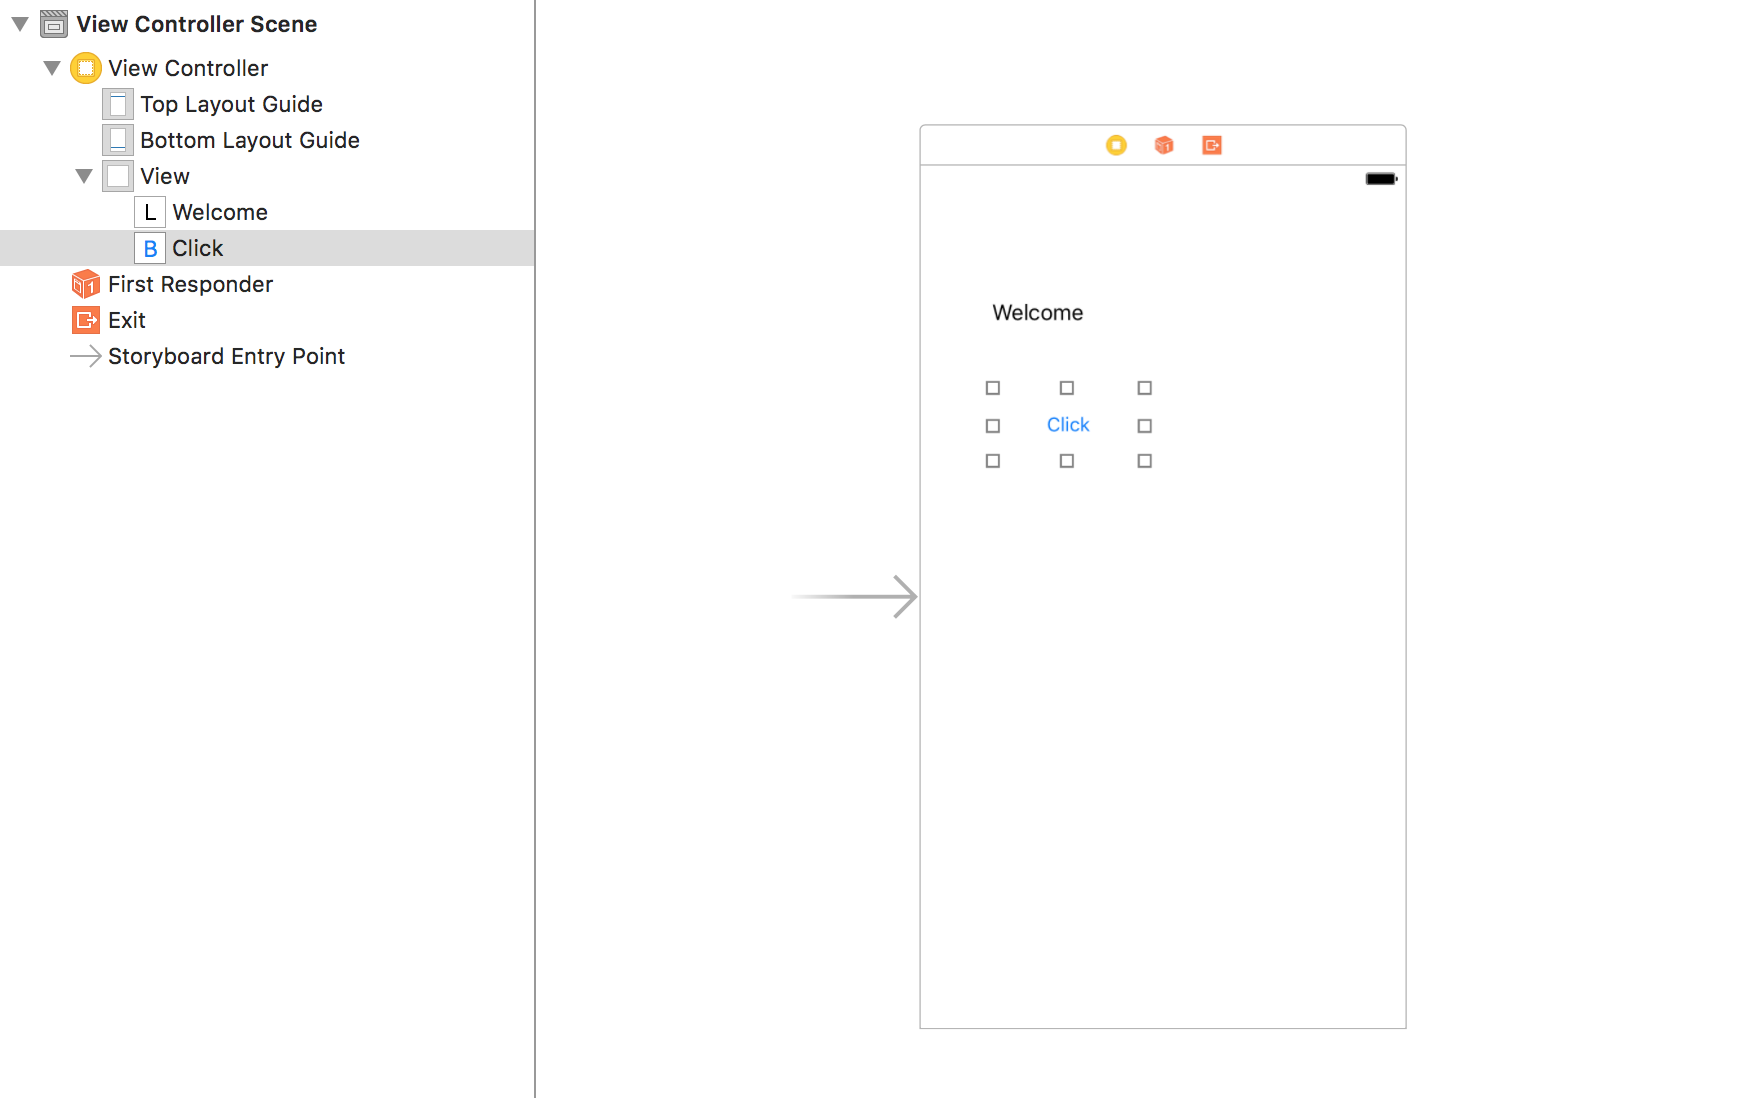 View Controller Scene
View Controller
Top Layout Guide
Bottom Layout Guide
View
L Welcome
B Click
First Responder
Exit
Storyboard Entry Point
Welcome
Click